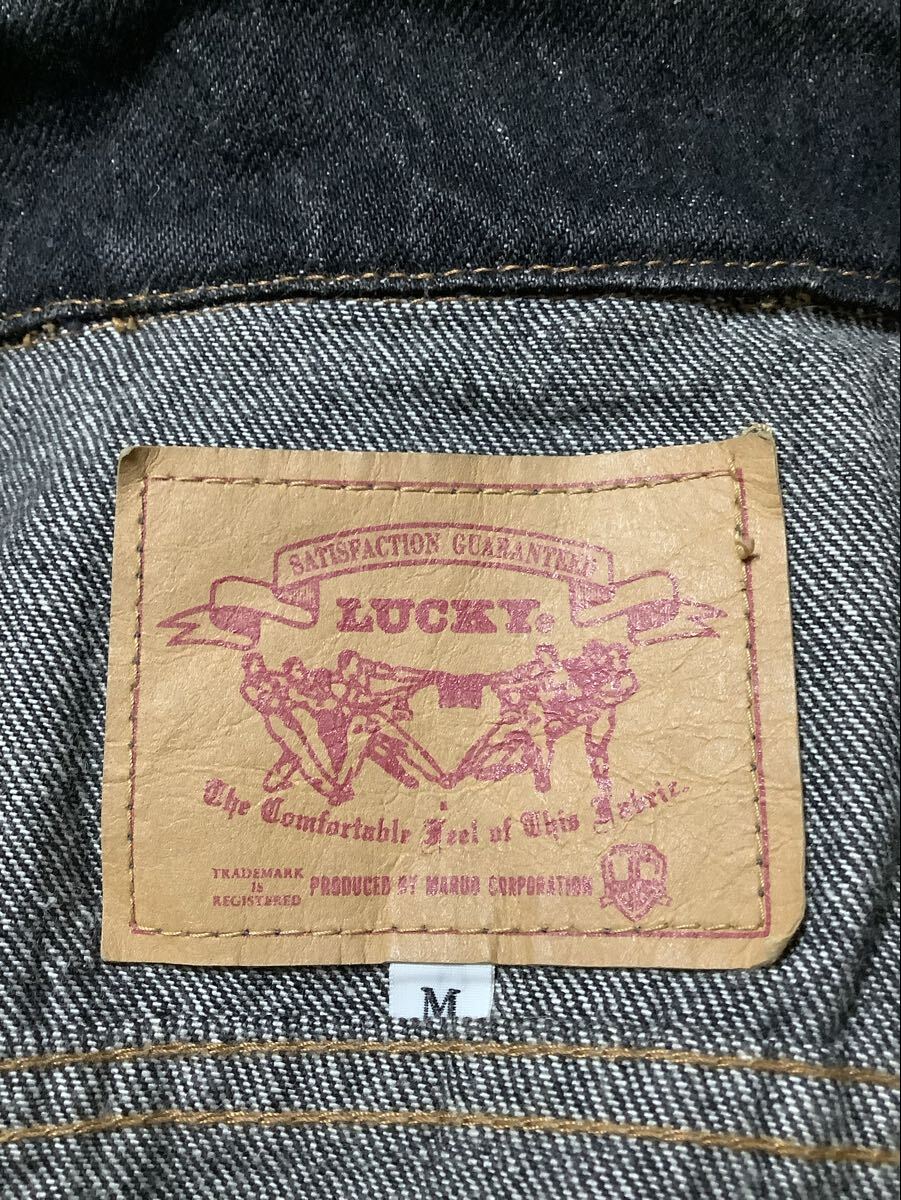 SATISFACTION GUARANTEED
LUCKY®
The Comfortable Feel of This Fabric.
TRADEMARK
IS
REGISTERED
PRODUCED BY MARUO CORPORATION
M